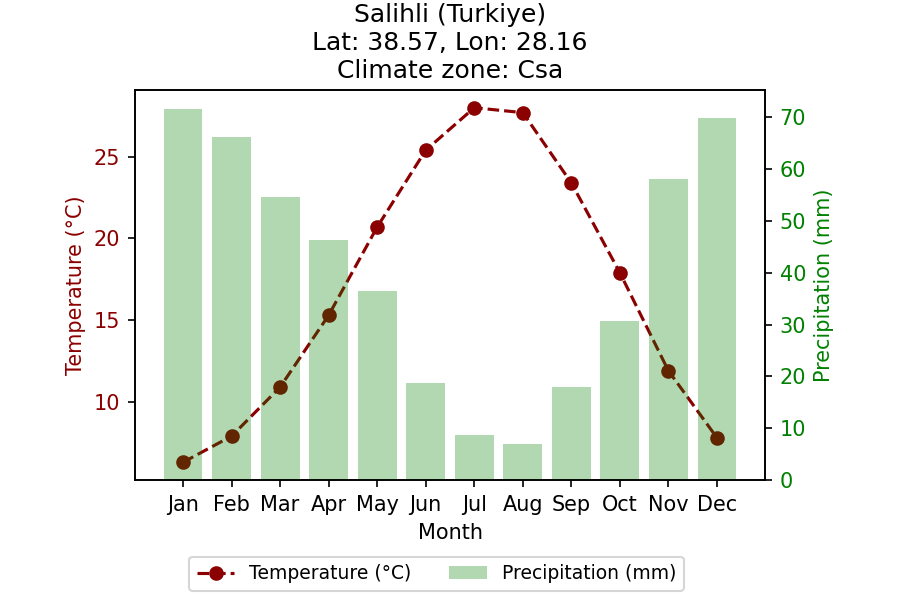 Salihli (Turkiye)
Lat: 38.57, Lon: 28.16
Climate zone: Csa
Temperature (°C)
25
20
15
10
Precipitation (mm)
70
60
50
40
30
20
10
0
Jan Feb Mar Apr May Jun Jul Aug Sep Oct Nov Dec
Month
Temperature (°C) Precipitation (mm)